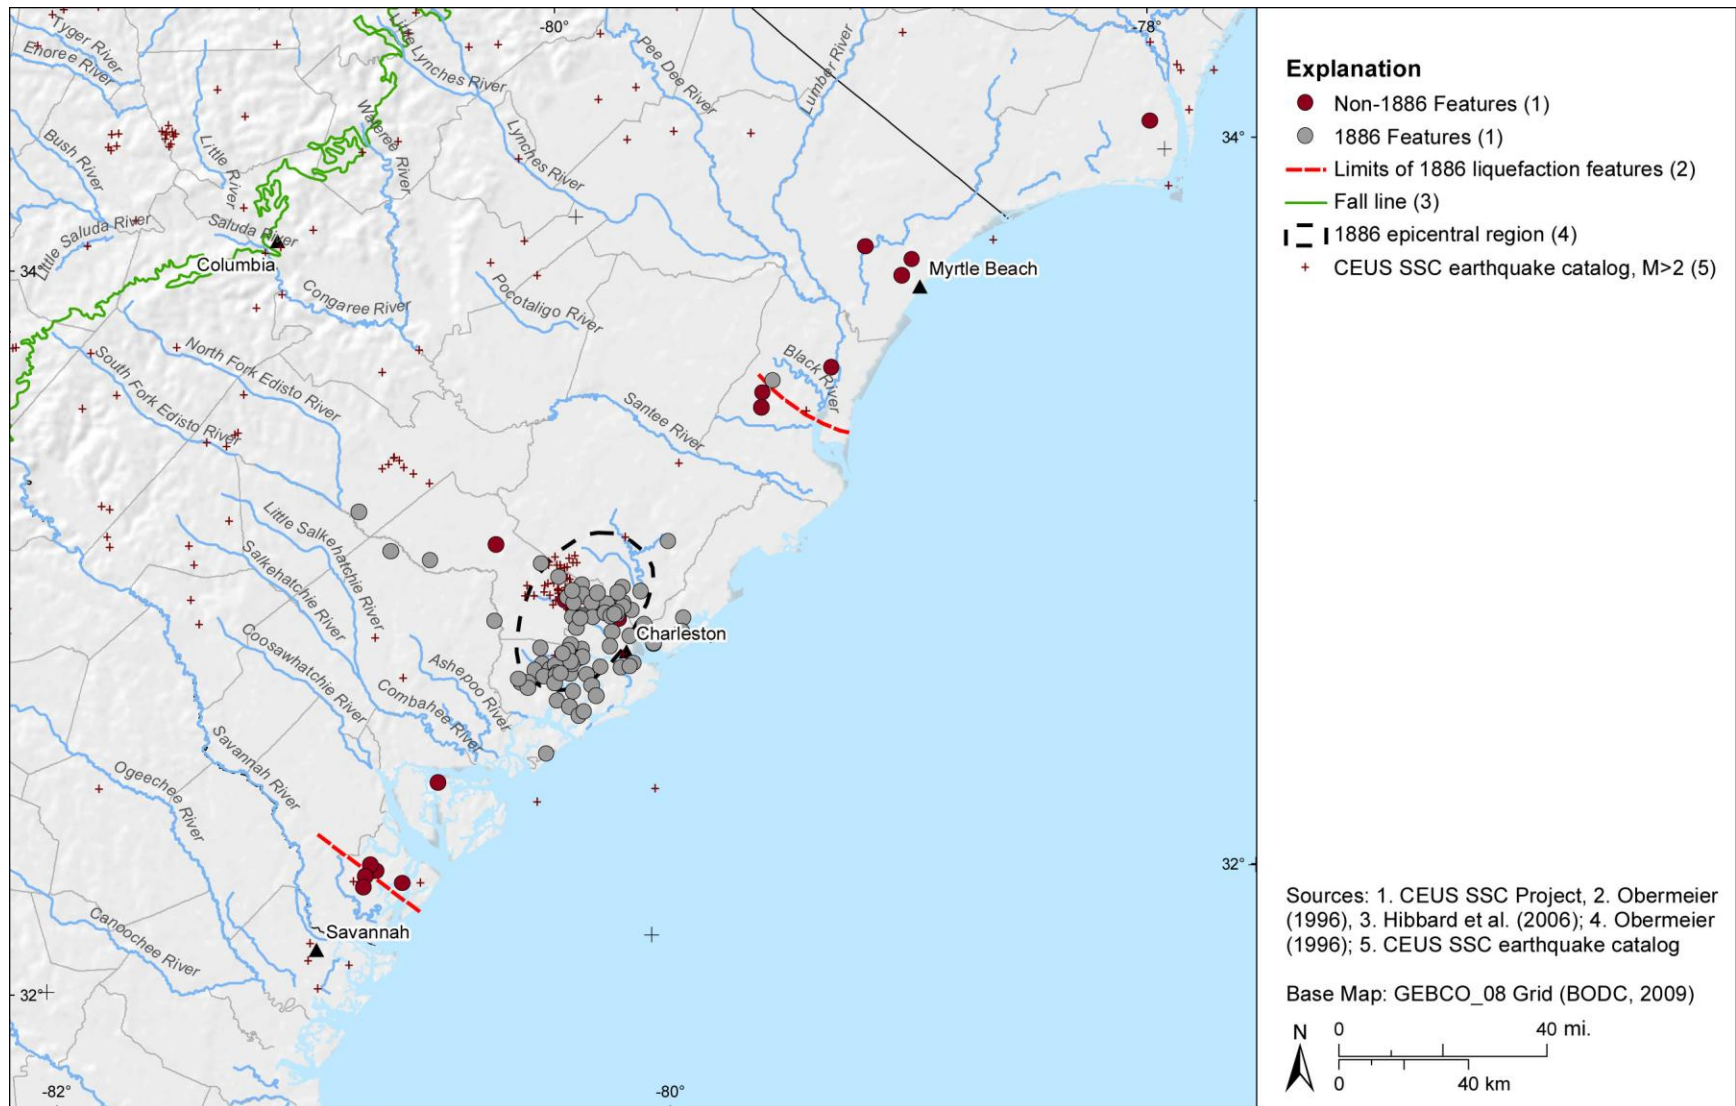 -80°
-78°
Tyger River
Enoree River
Little Lynches River
Pee Dee River
Lumber River
Bush River
Little River
Wateree River
Lynches River
34°
Little Saluda River
Saluda River
Columbia
34°
Congaree River
Pocotaligo River
Myrtle Beach
North Fork Edisto River
South Fork Edisto River
Black River
Santee River
Little Salkehatchie River
Salkehatchie River
Coosawhatchie River
Charleston
Ashepoo River
Combahee River
Savannah River
Ogeechee River
32°
Canoochee River
Savannah
32°
-82°
-80°
Explanation
Non-1886 Features (1)
1886 Features (1)
Limits of 1886 liquefaction features (2)
Fall line (3)
1886 epicentral region (4)
CEUS SSC earthquake catalog, M>2 (5)
Sources: 1. CEUS SSC Project, 2. Obermeier
(1996), 3. Hibbard et al. (2006); 4. Obermeier
(1996); 5. CEUS SSC earthquake catalog
Base Map: GEBCO_08 Grid (BODC, 2009)
N
0 40 mi.
0 40 km